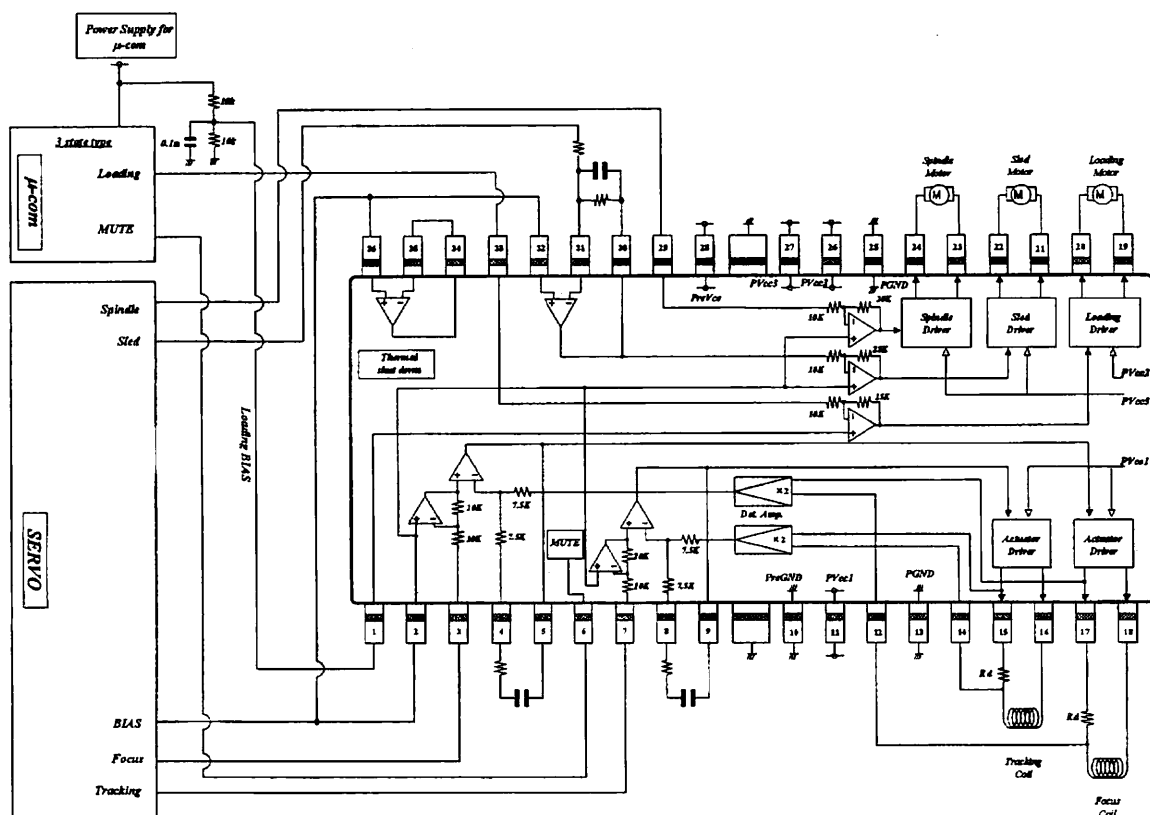 Power Supply for
μ-com
10k
10k
0.1u
3 state type
μ-com
Loading
MUTE
Spindle
Sled
Loading BIAS
SERVO
BIAS
Focus
Tracking
Spindle
Motor
Sled
Motor
Loading
Motor
M
M
M
36
35
34
33
32
31
30
29
28
27
26
25
24
23
22
21
20
19
PreVcc
PVcc3
PVcc2
PGND
Thermal
shut down
10K
20K
10K
10K
15K
Spindle
Driver
Sled
Driver
Loading
Driver
PVcc2
PVcc3
PVcc1
10K
7.5K
7.5K
MUTE
10K
7.5K
7.5K
×2
Det. Amp.
×2
Actuator
Driver
Actuator
Driver
PreGND
PVcc1
PGND
1
2
3
4
5
6
7
8
9
10
11
12
13
14
15
16
17
18
Rd
Rd
Tracking
Coil
Focus
Coil